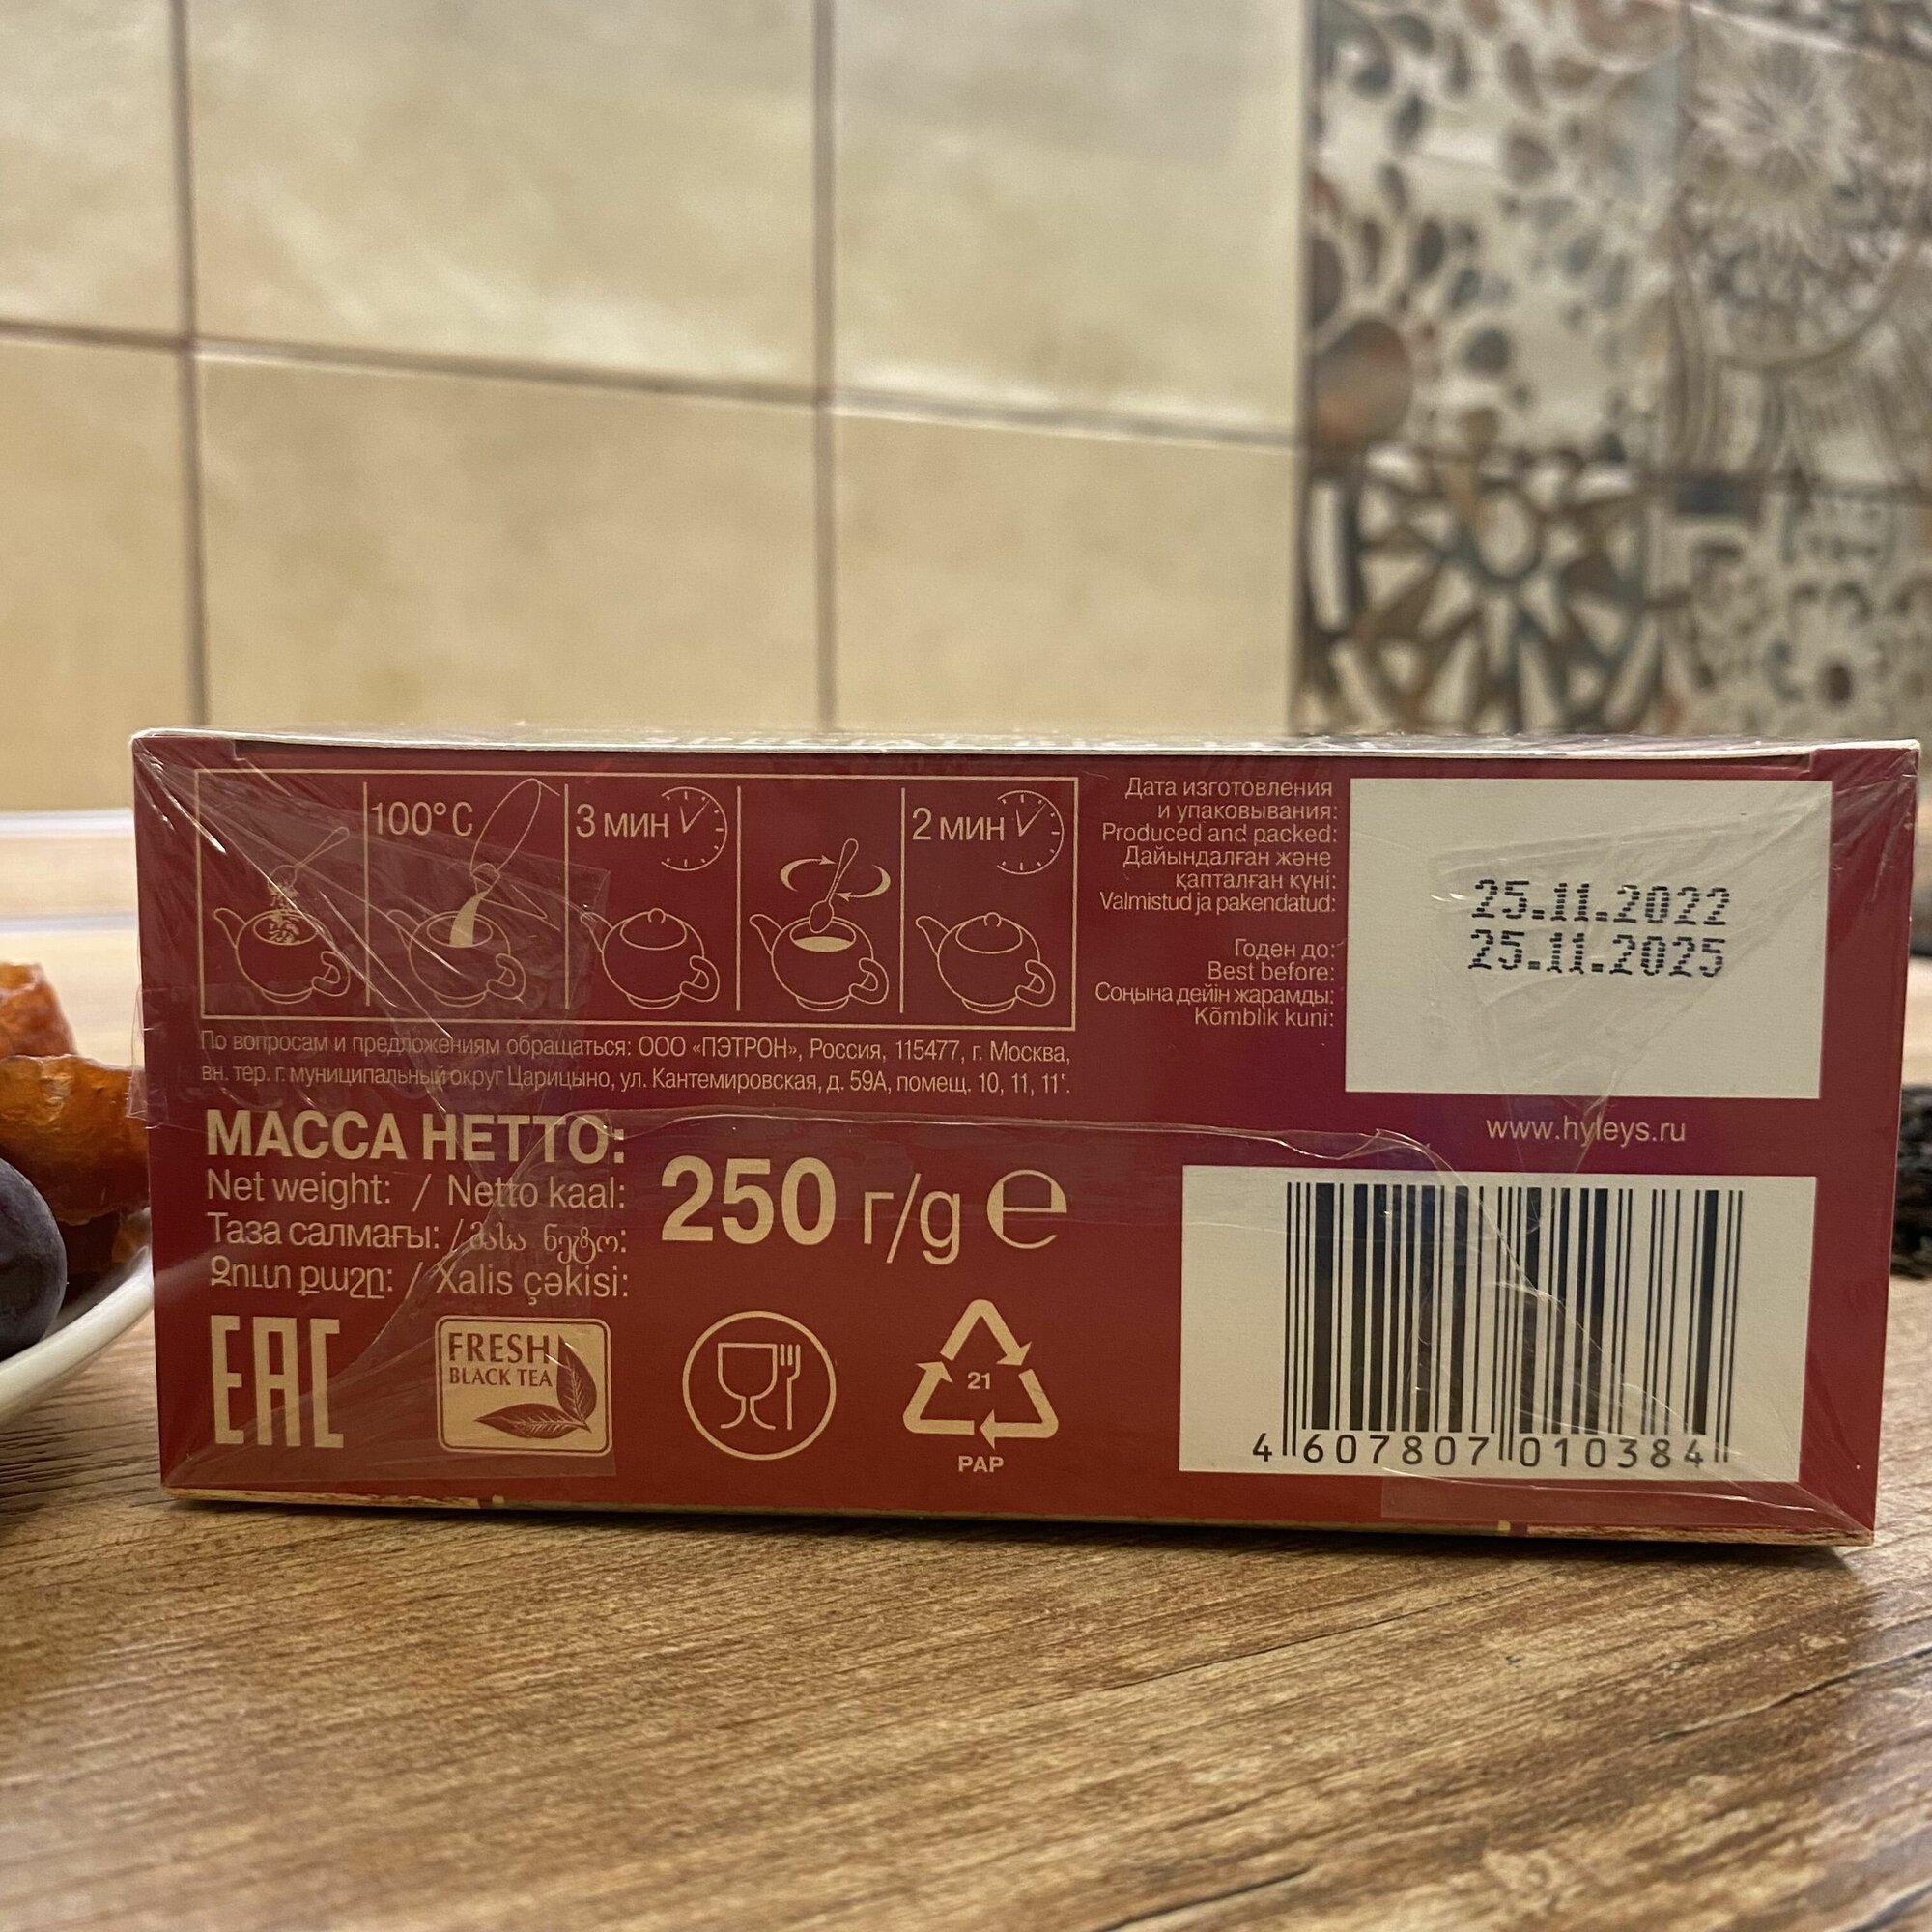 100°C
3 мин
2 мин
Дата изготовления
и упаковывания:
Produced and packed:
Дайындалған және
қапталған күні:
Valmistud ja pakendatud:
Годен до:
Best before:
Соңына дейін жарамды:
Kõmblik kuni:
25.11.2022
25.11.2025
По вопросам и предложениям обращаться: ООО «ПЭТРОН», Россия, 115477, г. Москва,
вн. тер. г. муниципальный округ Царицыно, ул. Кантемировская, д. 59А, помещ. 10, 11, 11'.
www.hyleys.ru
МАССА НЕТТО:
Net weight: / Netto kaal:
Таза салмағы: / მასა ნეტო:
Զուտ քաշը: / Xalis çəkisi:
250 г/g ℮
EAC
FRESH
BLACK TEA
21
PAP
4 607807 010384